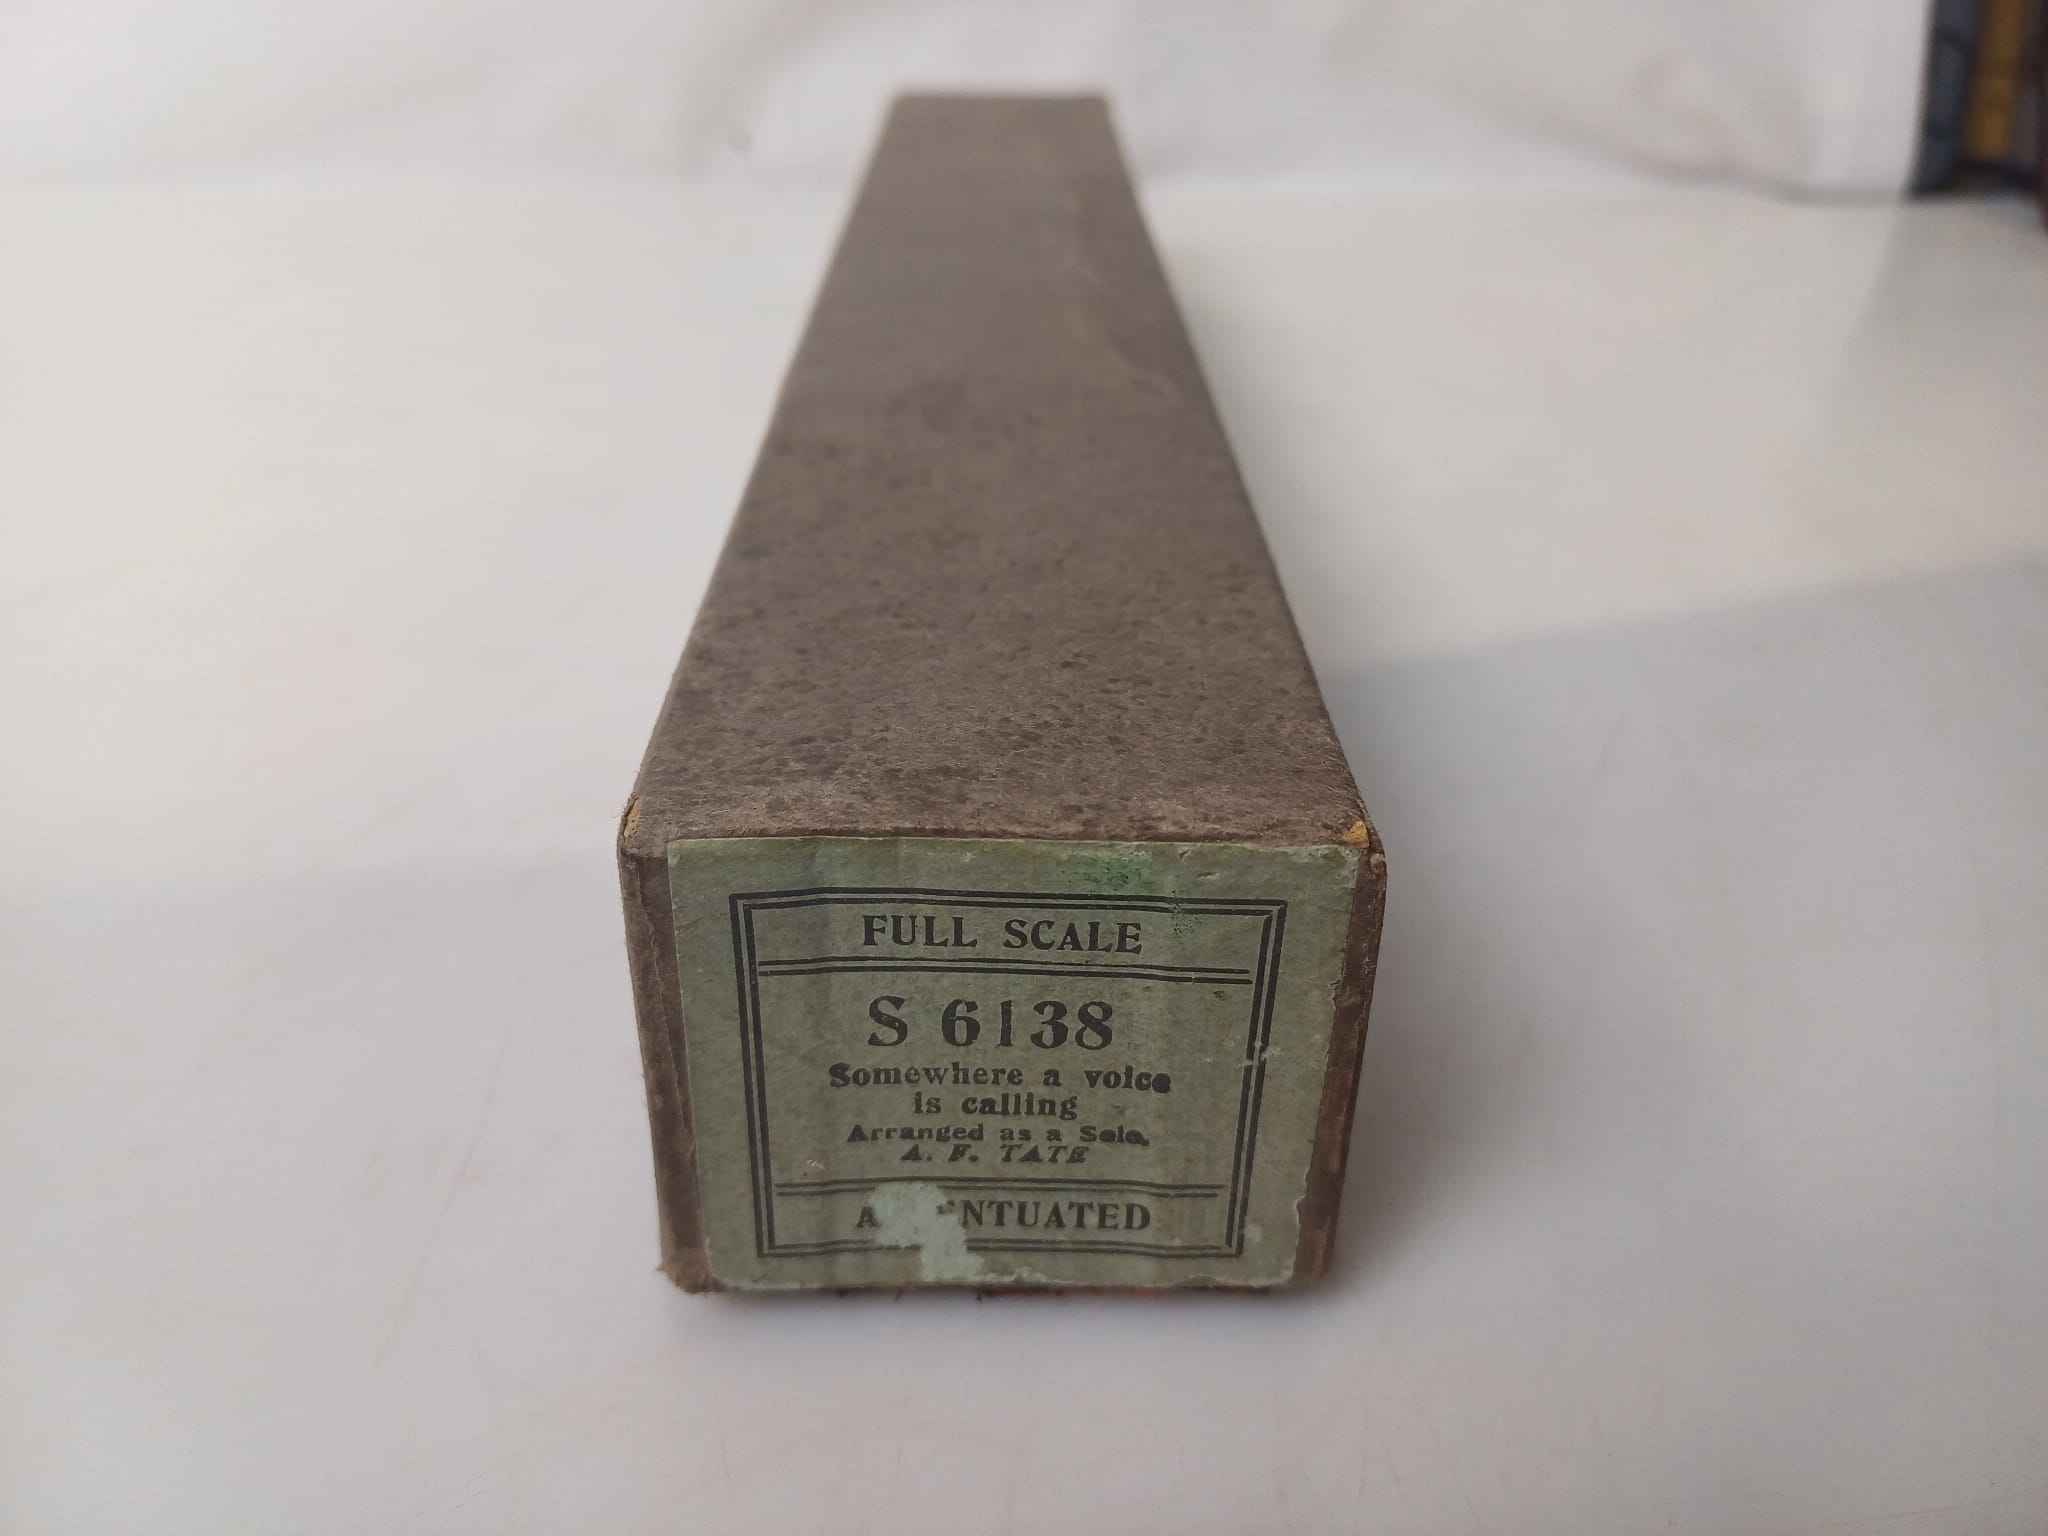 FULL SCALE
S 6138
Somewhere a voice
is calling
Arranged as a Solo.
A. F. TATE